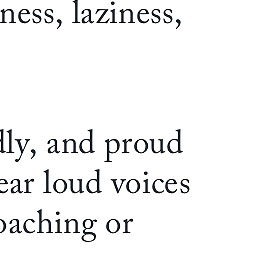 ness, laziness,
dly, and proud
ear loud voices
oaching or